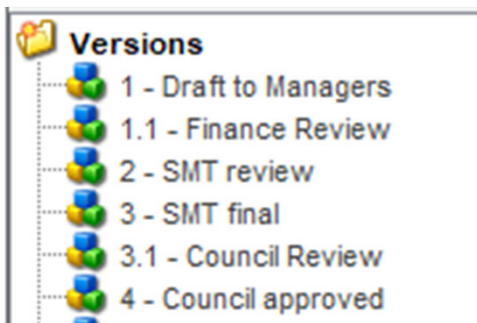 Versions
1 - Draft to Managers
1.1 - Finance Review
2 - SMT review
3 - SMT final
3.1 - Council Review
4 - Council approved